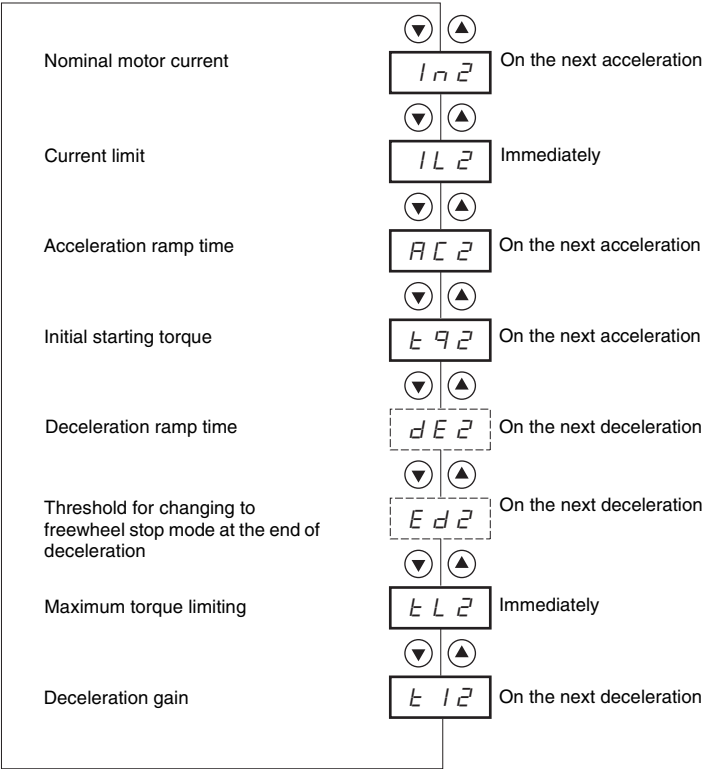 Nominal motor current
In2
On the next acceleration
Current limit
IL2
Immediately
Acceleration ramp time
AC2
On the next acceleration
Initial starting torque
tq2
On the next acceleration
Deceleration ramp time
dE2
On the next deceleration
Threshold for changing to
freewheel stop mode at the end of
deceleration
Ed2
On the next deceleration
Maximum torque limiting
tL2
Immediately
Deceleration gain
tI2
On the next deceleration